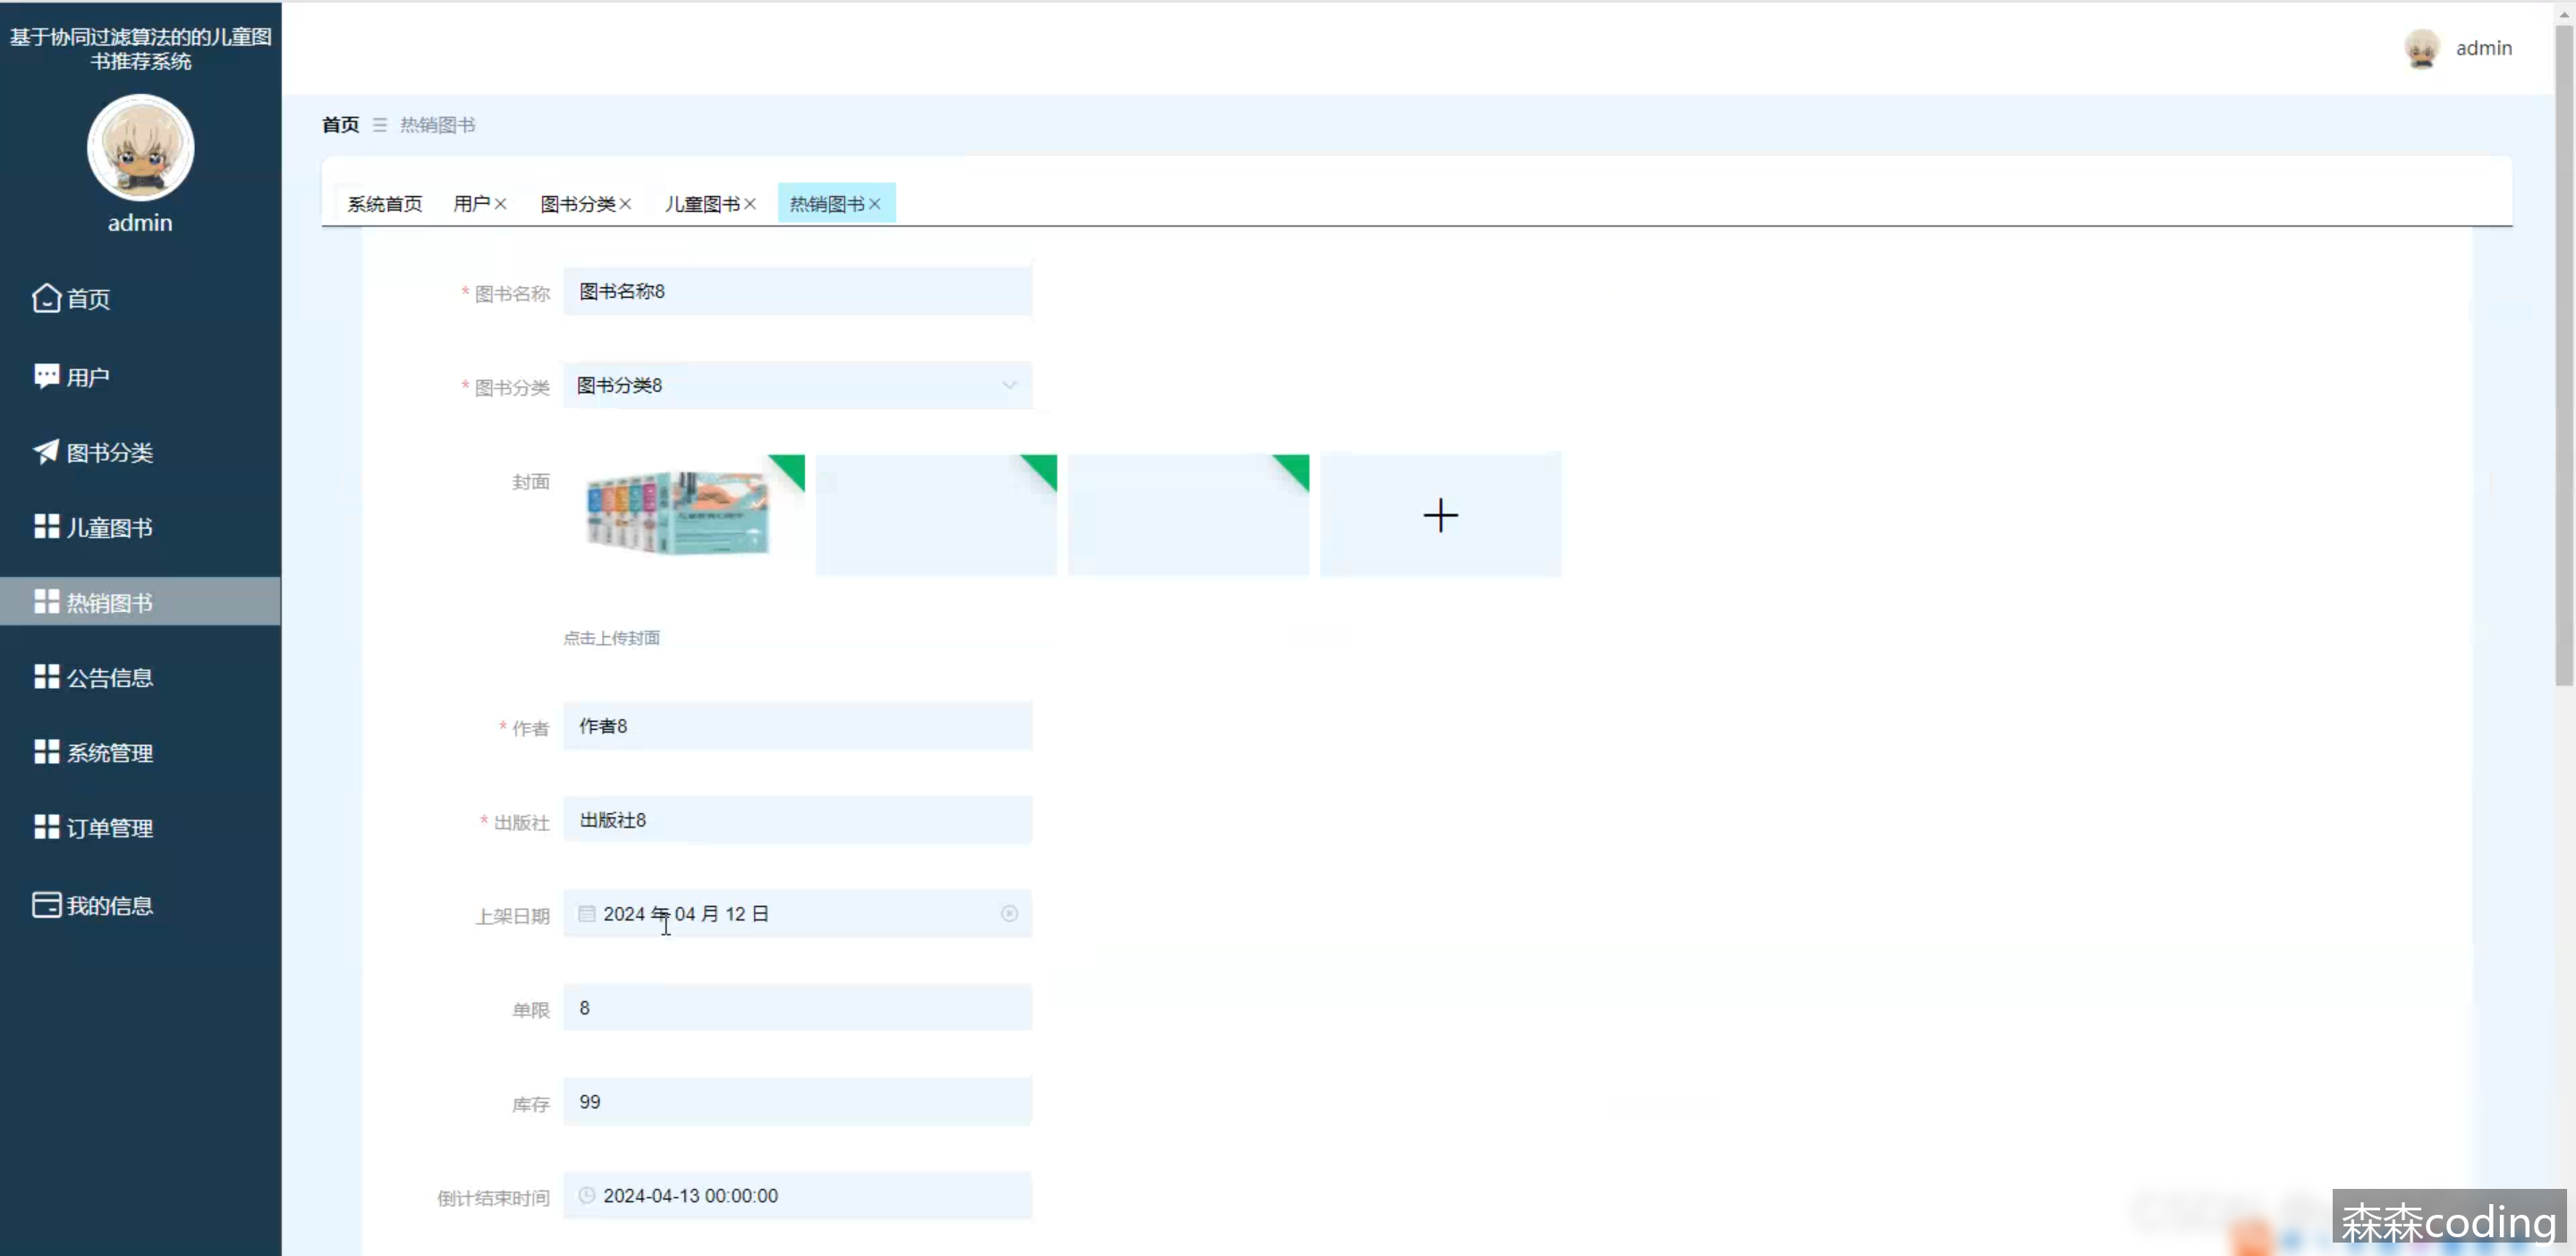 基于协同过滤算法的的儿童图
书推荐系统
admin
admin
首页
用户
图书分类
儿童图书
热销图书
公告信息
系统管理
订单管理
我的信息
首页 热销图书
系统首页 用户 图书分类 儿童图书 热销图书
* 图书名称 图书名称8
* 图书分类 图书分类8
封面
点击上传封面
* 作者 作者8
* 出版社 出版社8
上架日期 2024 年 04 月 12 日
单限 8
库存 99
倒计结束时间 2024-04-13 00:00:00
森森coding